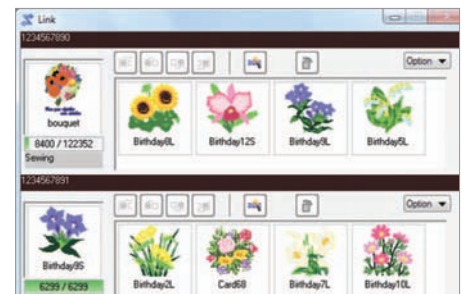 Link
1234567890
Option
bouquet
8400 / 122352
Sewing
Birthday8L
Birthday12S
Birthday9L
Birthday5L
1234567891
Option
Birthday9S
6299 / 6299
Birthday2L
Card68
Birthday7L
Birthday10L